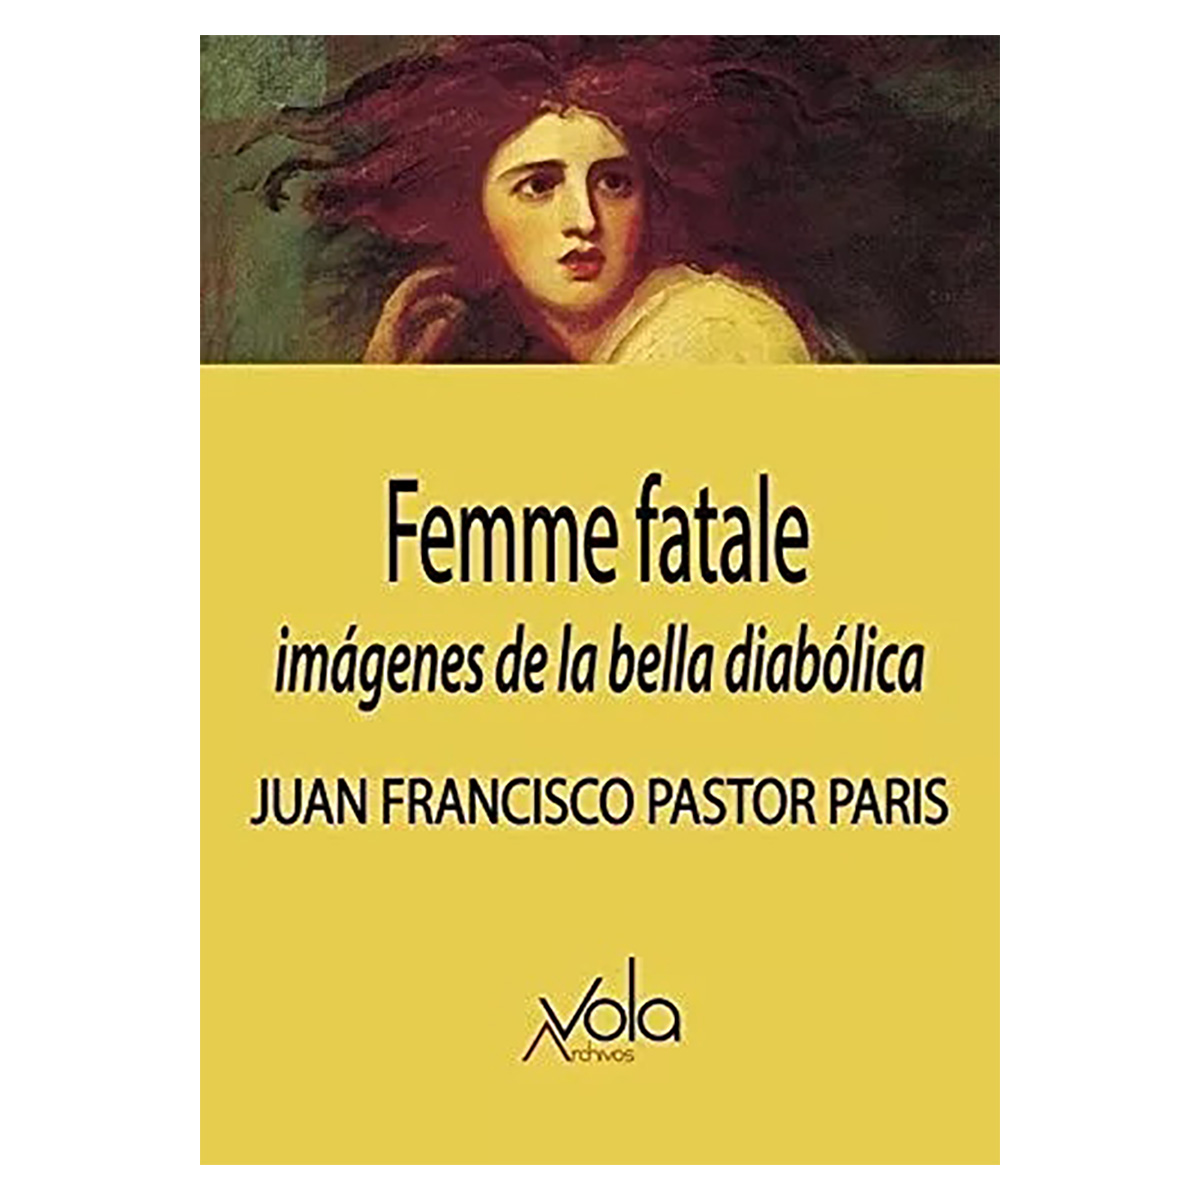 Femme fatale
imágenes de la bella diabólica
JUAN FRANCISCO PASTOR PARIS
Vola
Archivos